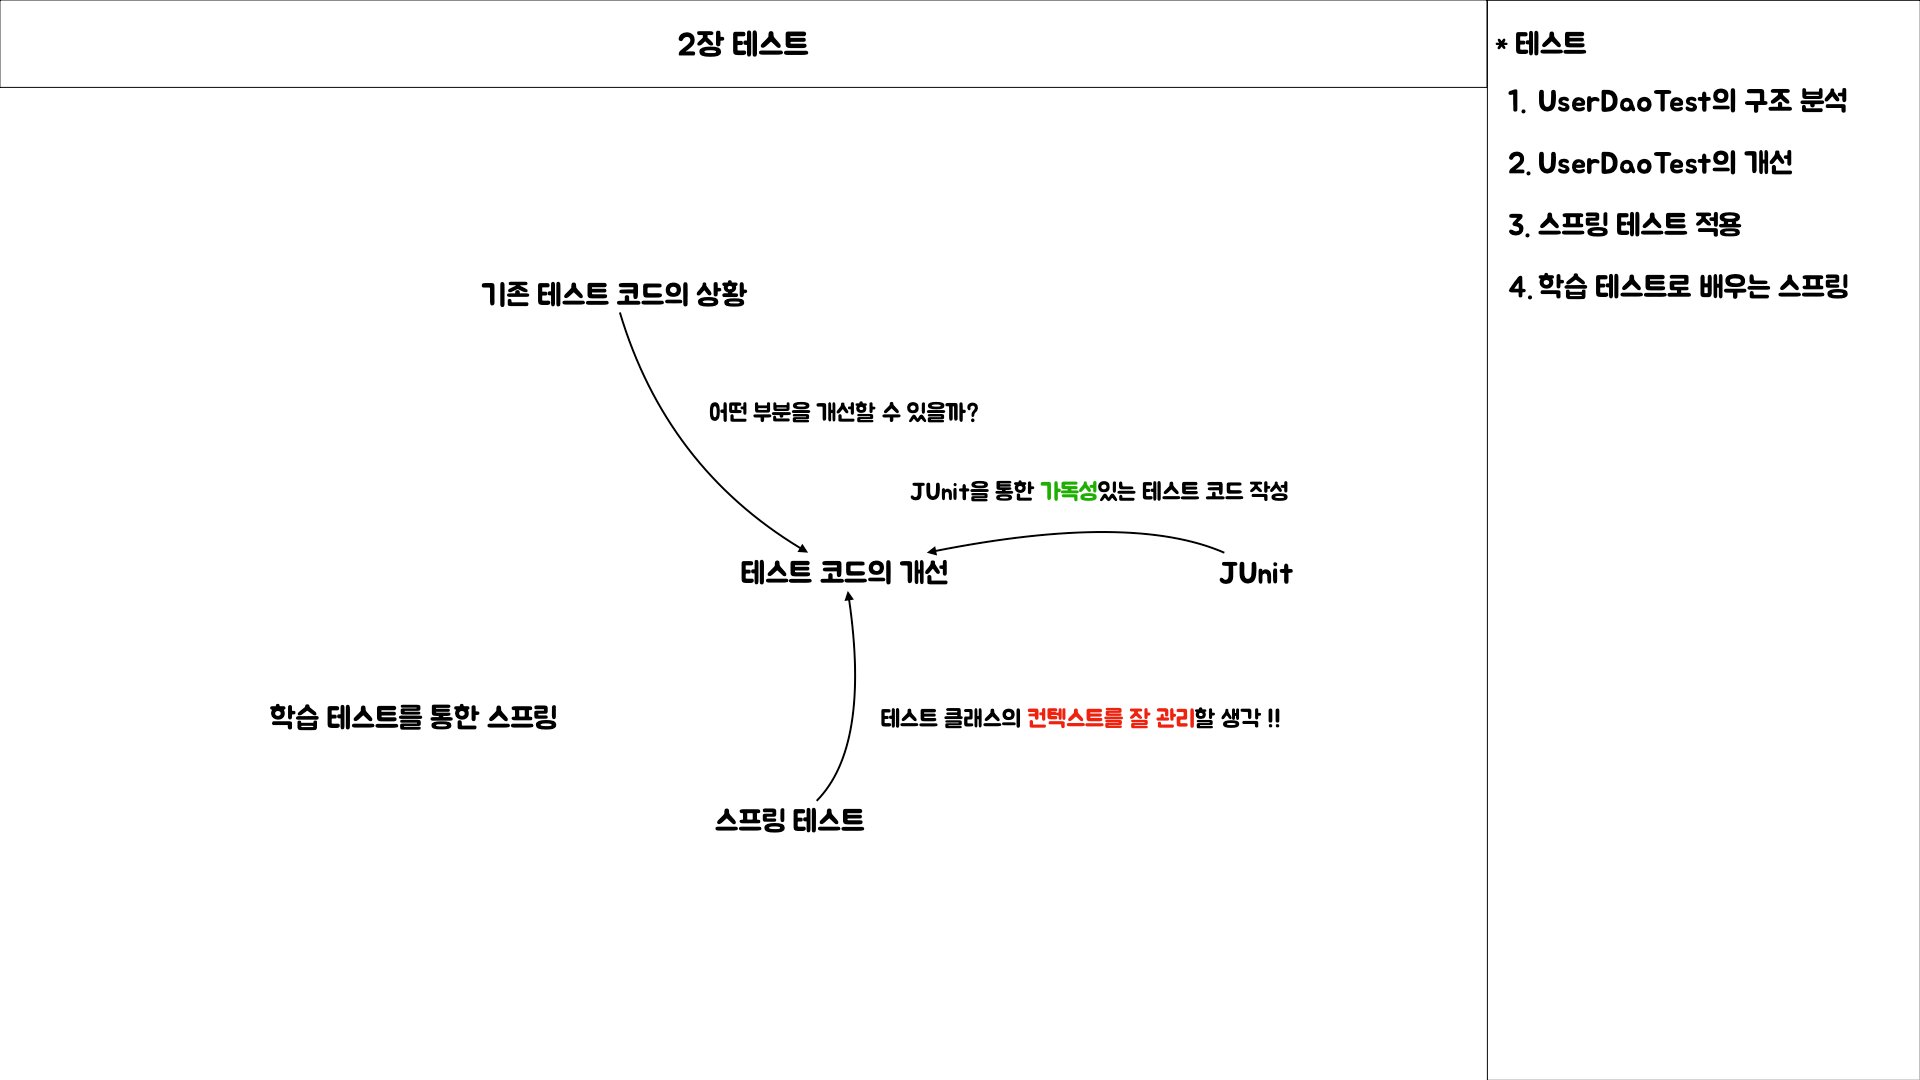 2장 테스트
기존 테스트 코드의 상황
어떤 부분을 개선할 수 있을까?
JUnit을 통한 가독성있는 테스트 코드 작성
테스트 코드의 개선
JUnit
학습 테스트를 통한 스프링
테스트 클래스의 컨텍스트를 잘 관리할 생각 !!
스프링 테스트
* 테스트
1. UserDaoTest의 구조 분석
2. UserDaoTest의 개선
3. 스프링 테스트 적용
4. 학습 테스트로 배우는 스프링